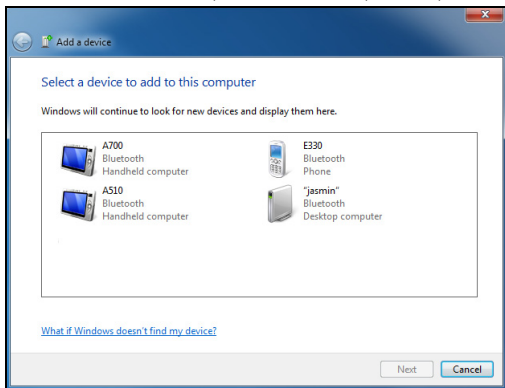 Add a device
Select a device to add to this computer
Windows will continue to look for new devices and display them here.
A700
Bluetooth
Handheld computer
E330
Bluetooth
Phone
A510
Bluetooth
Handheld computer
"jasmin"
Bluetooth
Desktop computer
What if Windows doesn't find my device?
Next
Cancel